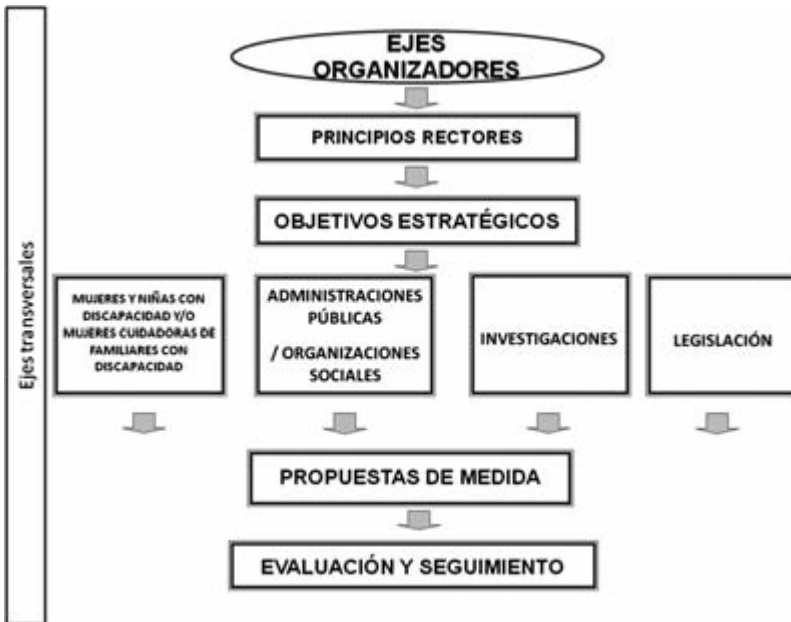 EJES
ORGANIZADORES
PRINCIPIOS RECTORES
OBJETIVOS ESTRATÉGICOS
Ejes transversales
MUJERES Y NIÑAS CON
DISCAPACIDAD Y/O
MUJERES CUIDADORAS DE
FAMILIARES CON
DISCAPACIDAD
ADMINISTRACIONES
PÚBLICAS
/ ORGANIZACIONES
SOCIALES
INVESTIGACIONES
LEGISLACIÓN
PROPUESTAS DE MEDIDA
EVALUACIÓN Y SEGUIMIENTO